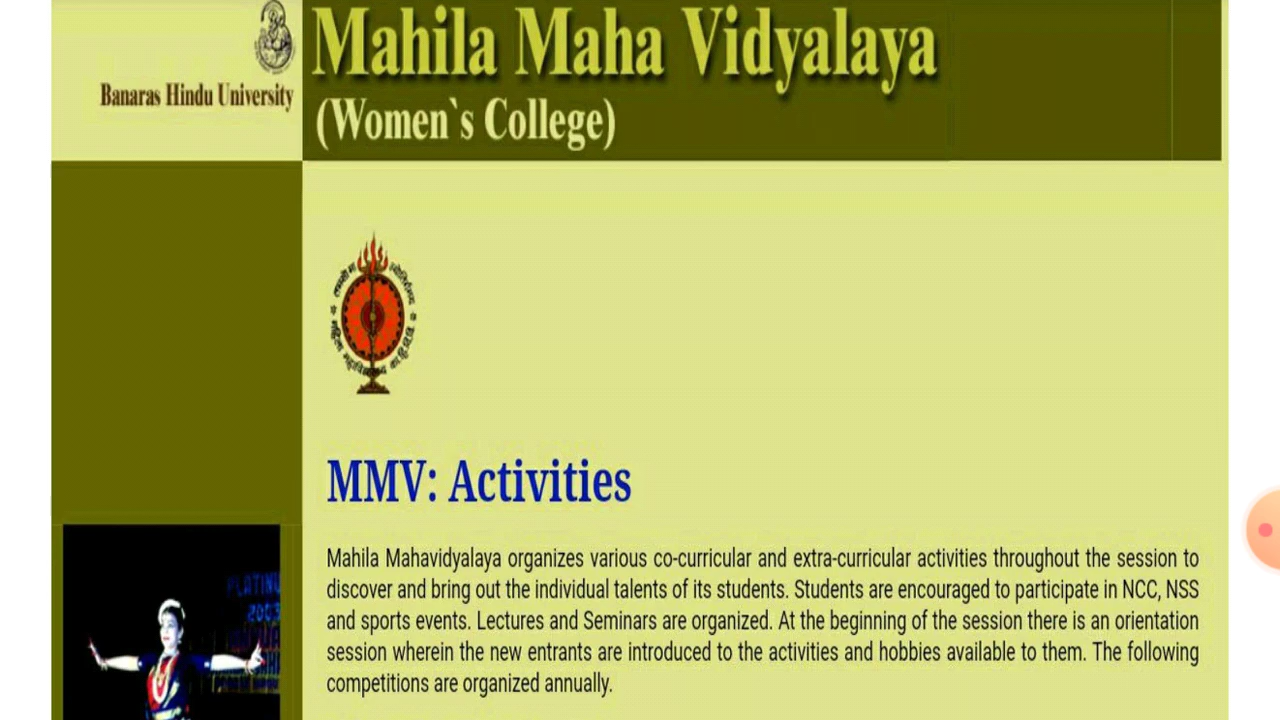 Banaras Hindu University
Mahila Maha Vidyalaya
(Women`s College)
MMV: Activities
Mahila Mahavidyalaya organizes various co-curricular and extra-curricular activities throughout the session to
discover and bring out the individual talents of its students. Students are encouraged to participate in NCC, NSS
and sports events. Lectures and Seminars are organized. At the beginning of the session there is an orientation
session wherein the new entrants are introduced to the activities and hobbies available to them. The following
competitions are organized annually.
PLATINU
2003